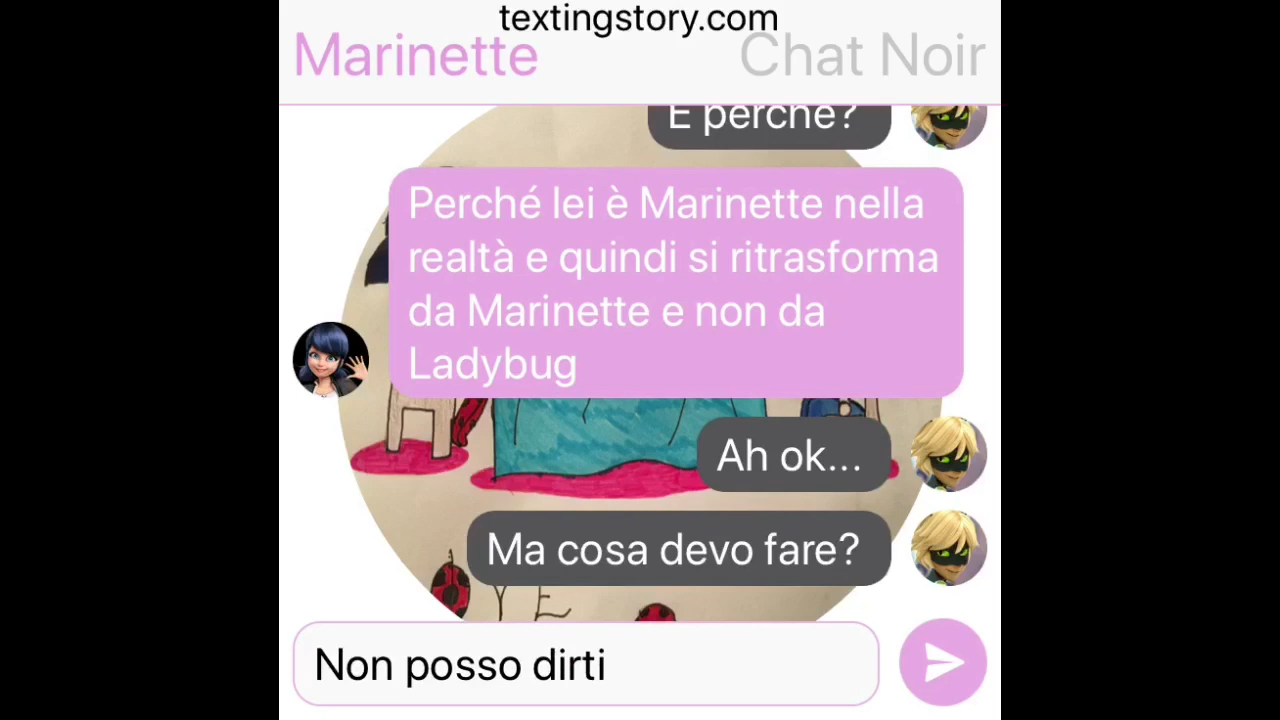 textingstory.com
Marinette
Chat Noir
E perché?
Perché lei è Marinette nella
realtà e quindi si ritrasforma
da Marinette e non da
Ladybug
Ah ok...
Ma cosa devo fare?
YE
Non posso dirti